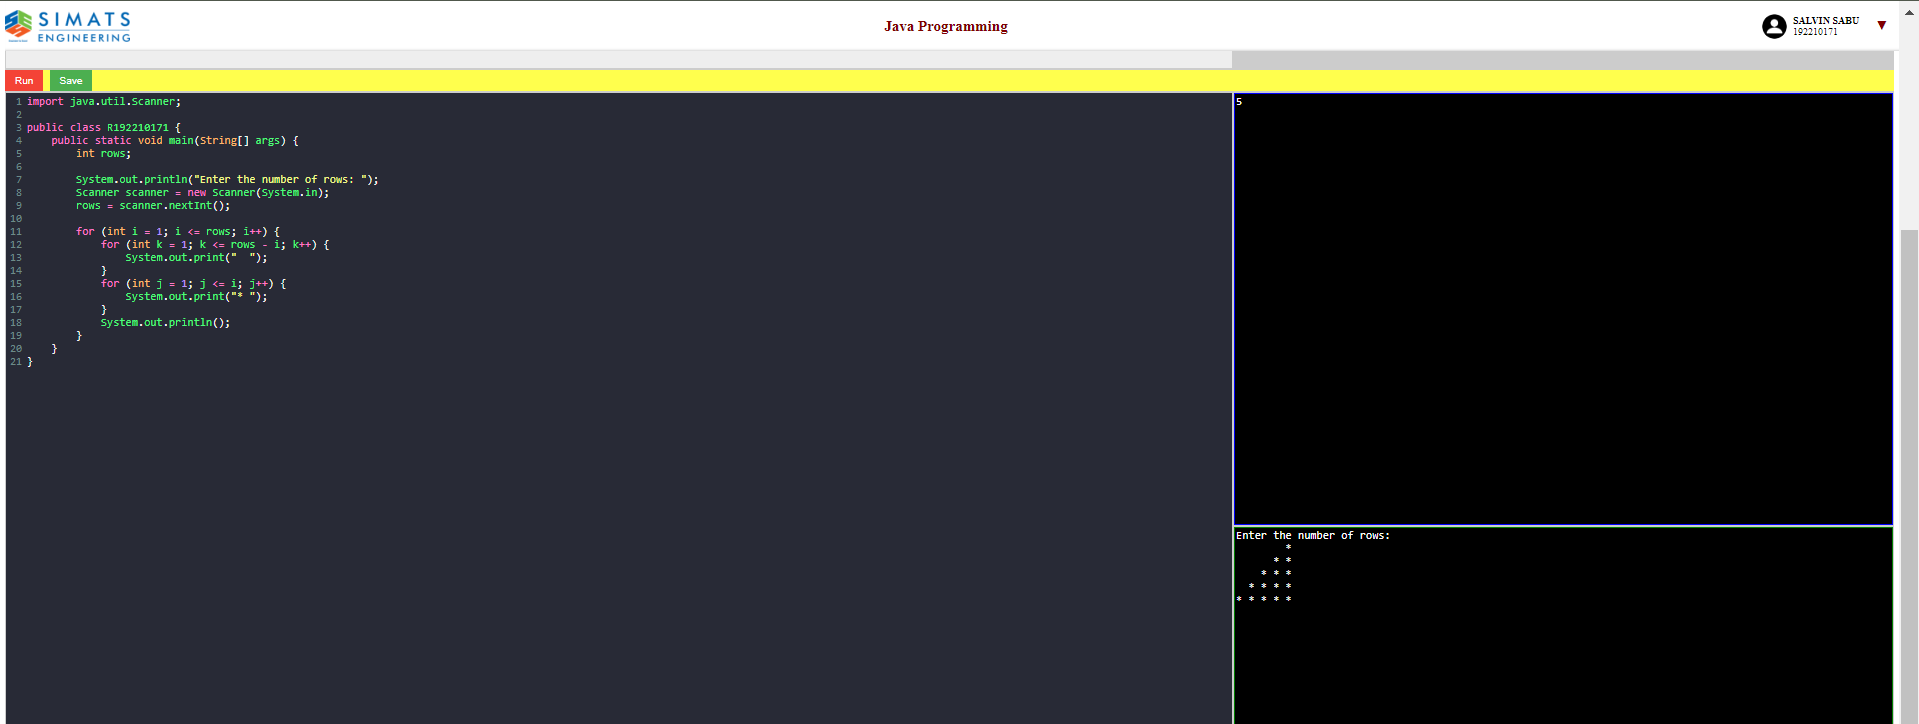 SIMATS
ENGINEERING
Java Programming
SALVIN SABU
192210171
Run Save
1 import java.util.Scanner;
2
3 public class R192210171 {
4     public static void main(String[] args) {
5         int rows;
6
7         System.out.println("Enter the number of rows: ");
8         Scanner scanner = new Scanner(System.in);
9         rows = scanner.nextInt();
10
11         for (int i = 1; i <= rows; i++) {
12             for (int k = 1; k <= rows - i; k++) {
13                 System.out.print("  ");
14             }
15             for (int j = 1; j <= i; j++) {
16                 System.out.print("* ");
17             }
18             System.out.println();
19         }
20     }
21 }
5
Enter the number of rows:
        *
      * *
    * * *
  * * * *
* * * * *